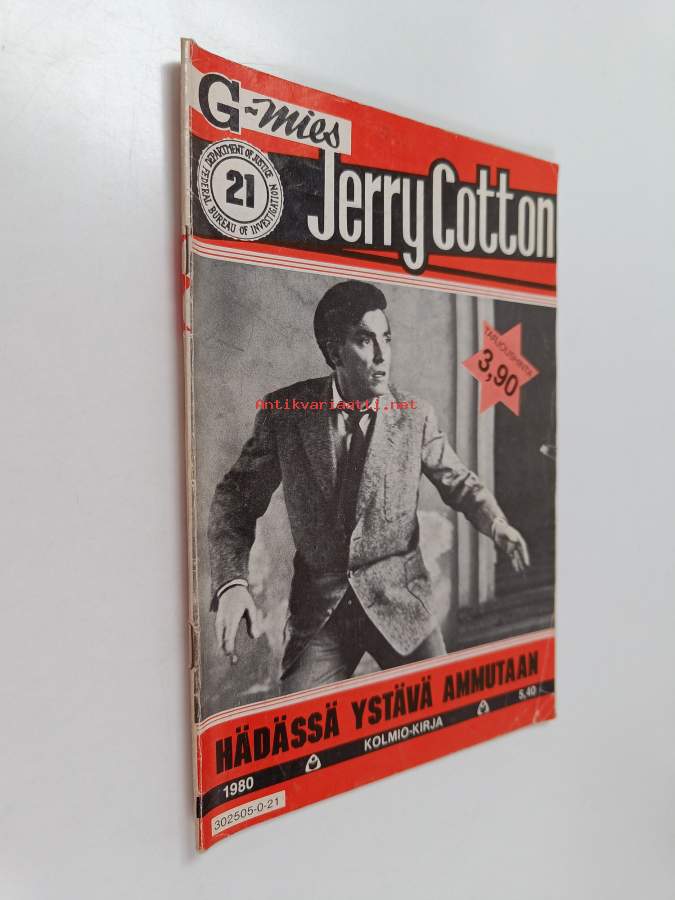 G-mies
Jerry Cotton
DEPARTMENT OF JUSTICE
FEDERAL BUREAU OF INVESTIGATION
21
TARJOUSHINTA
3,90
Antikvariaatti.net
HÄDÄSSÄ YSTÄVÄ AMMUTAAN
1980 KOLMIO-KIRJA 5,40
302505-0-21